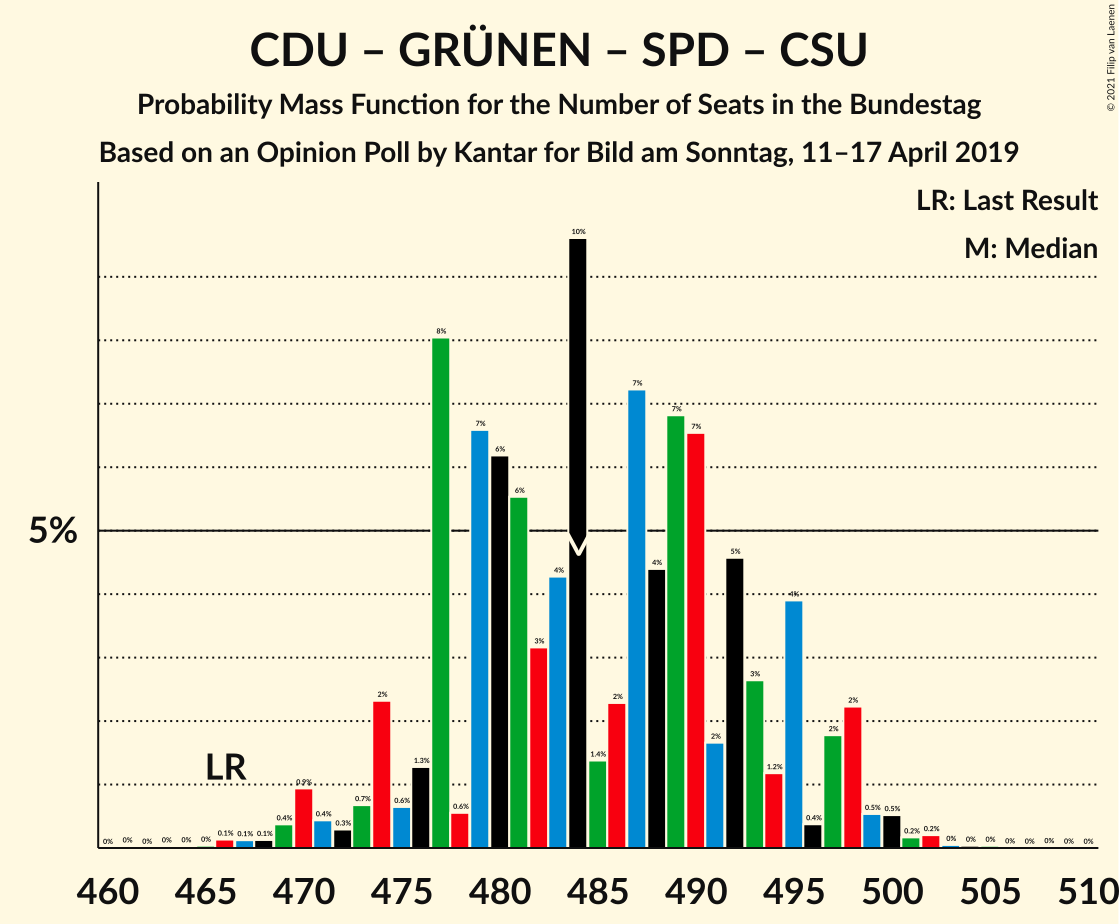 CDU – GRÜNEN – SPD – CSU
Probability Mass Function for the Number of Seats in the Bundestag
Based on an Opinion Poll by Kantar for Bild am Sonntag, 11–17 April 2019
© 2021 Filip van Laenen
LR: Last Result
M: Median
5%
LR
M
0% 0% 0% 0% 0% 0% 0.1% 0.1% 0.1% 0.4% 0.9% 0.4% 0.3% 0.7% 2% 0.6% 1.3% 8% 0.6% 7% 6% 6% 3% 4% 10% 1.4% 2% 7% 4% 7% 7% 2% 5% 3% 1.2% 4% 0.4% 2% 2% 0.5% 0.5% 0.2% 0.2% 0% 0% 0% 0% 0% 0% 0% 0%
460 465 470 475 480 485 490 495 500 505 510